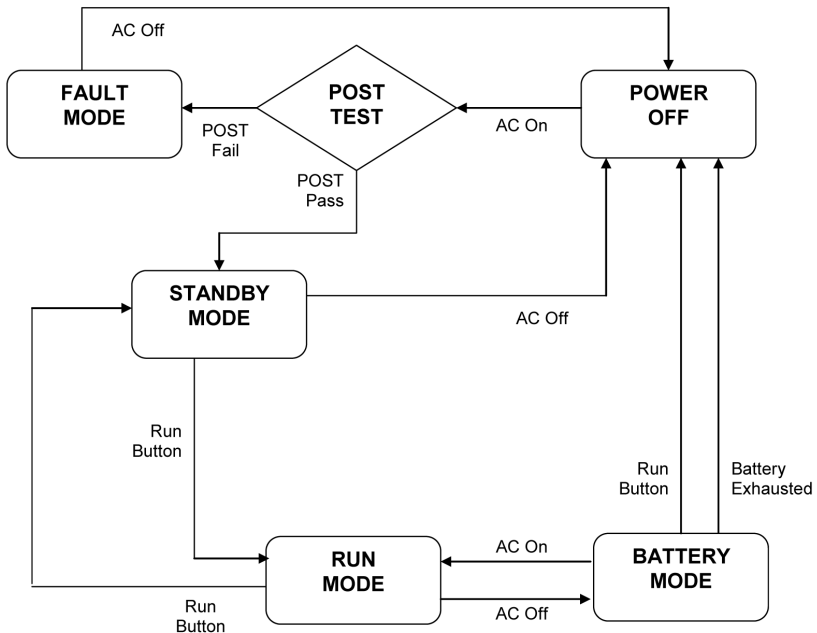 AC Off
FAULT
MODE
POST
TEST
POWER
OFF
POST
Fail
AC On
POST
Pass
STANDBY
MODE
AC Off
Run
Button
Run
Button
Battery
Exhausted
RUN
MODE
AC On
BATTERY
MODE
AC Off
Run
Button